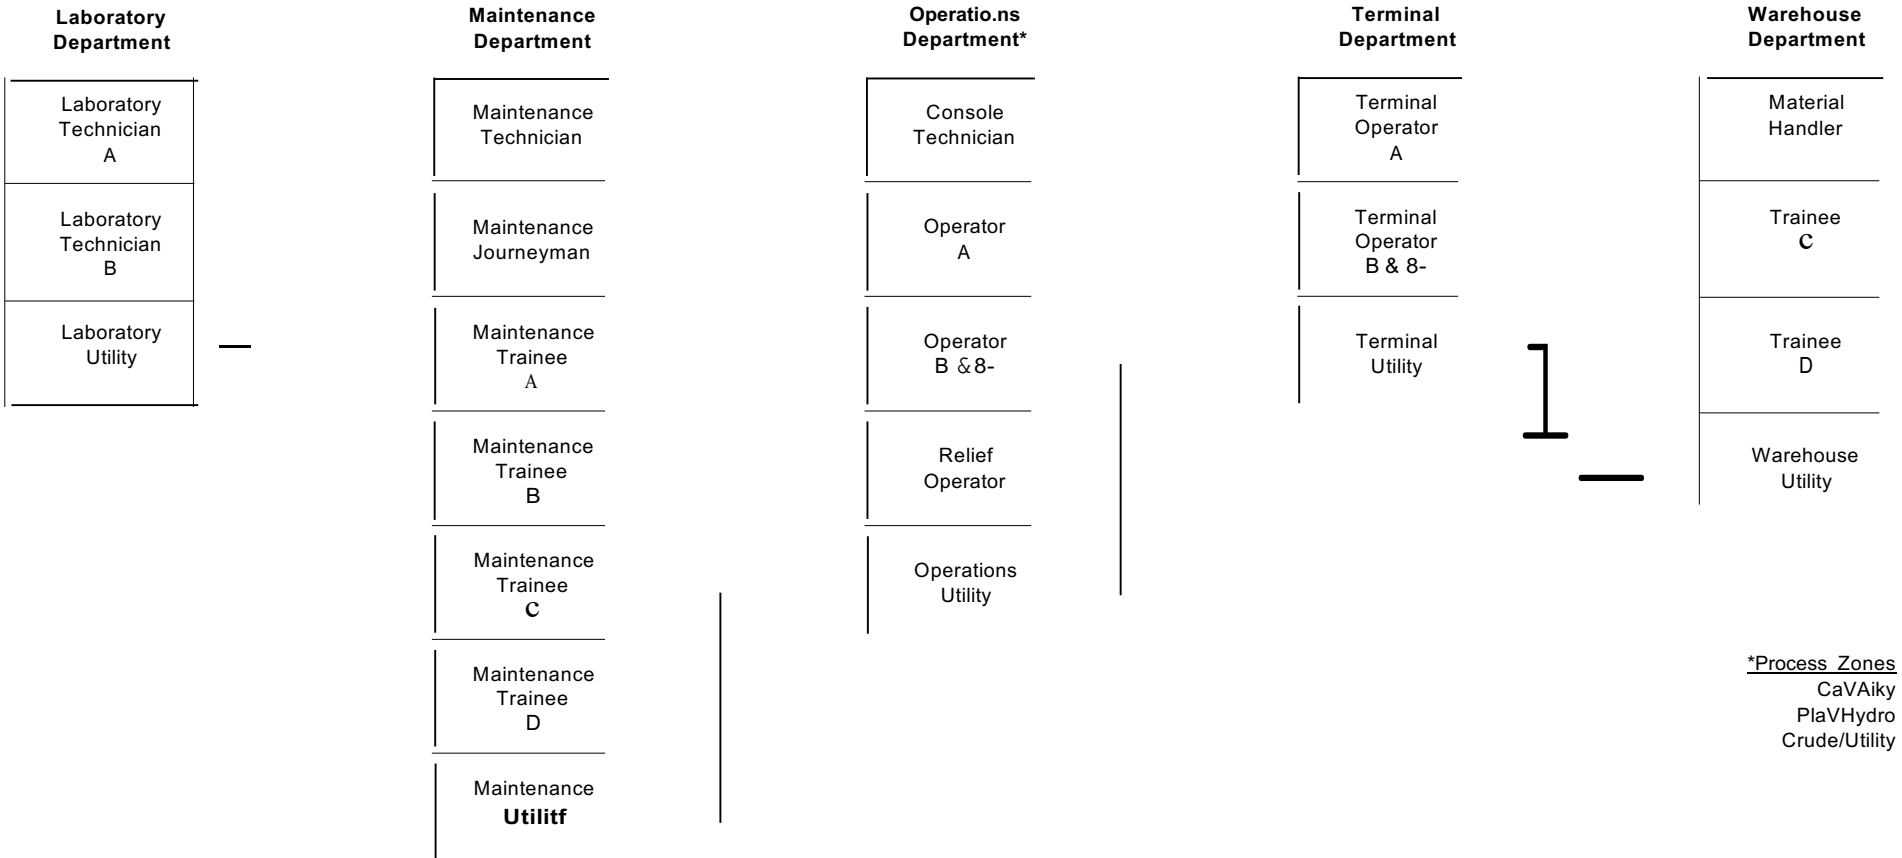 Laboratory
Department
Laboratory
Technician
A
Laboratory
Technician
B
Laboratory
Utility
Maintenance
Department
Maintenance
Technician
Maintenance
Journeyman
Maintenance
Trainee
A
Maintenance
Trainee
B
Maintenance
Trainee
C
Maintenance
Trainee
D
Maintenance
Utilitf
Operatio.ns
Department*
Console
Technician
Operator
A
Operator
B &8-
Relief
Operator
Operations
Utility
Terminal
Department
Terminal
Operator
A
Terminal
Operator
B & 8-
Terminal
Utility
Warehouse
Department
Material
Handler
Trainee
C
Trainee
D
Warehouse
Utility
*Process Zones
CaVAiky
PlaVHydro
Crude/Utility